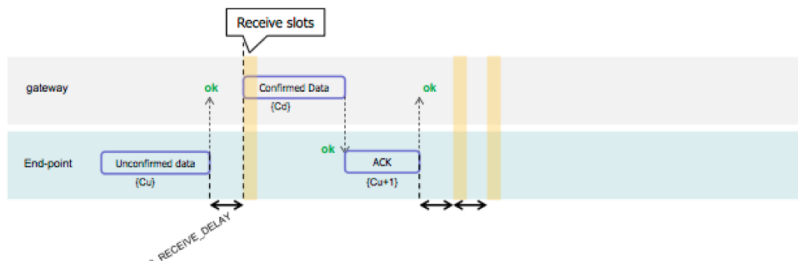 Receive slots
gateway
ok
Confirmed Data
ok
{Cd}
End-point
Unconfirmed data
ok
ACK
{Cu}
{Cu+1}
RECEIVE_DELAY